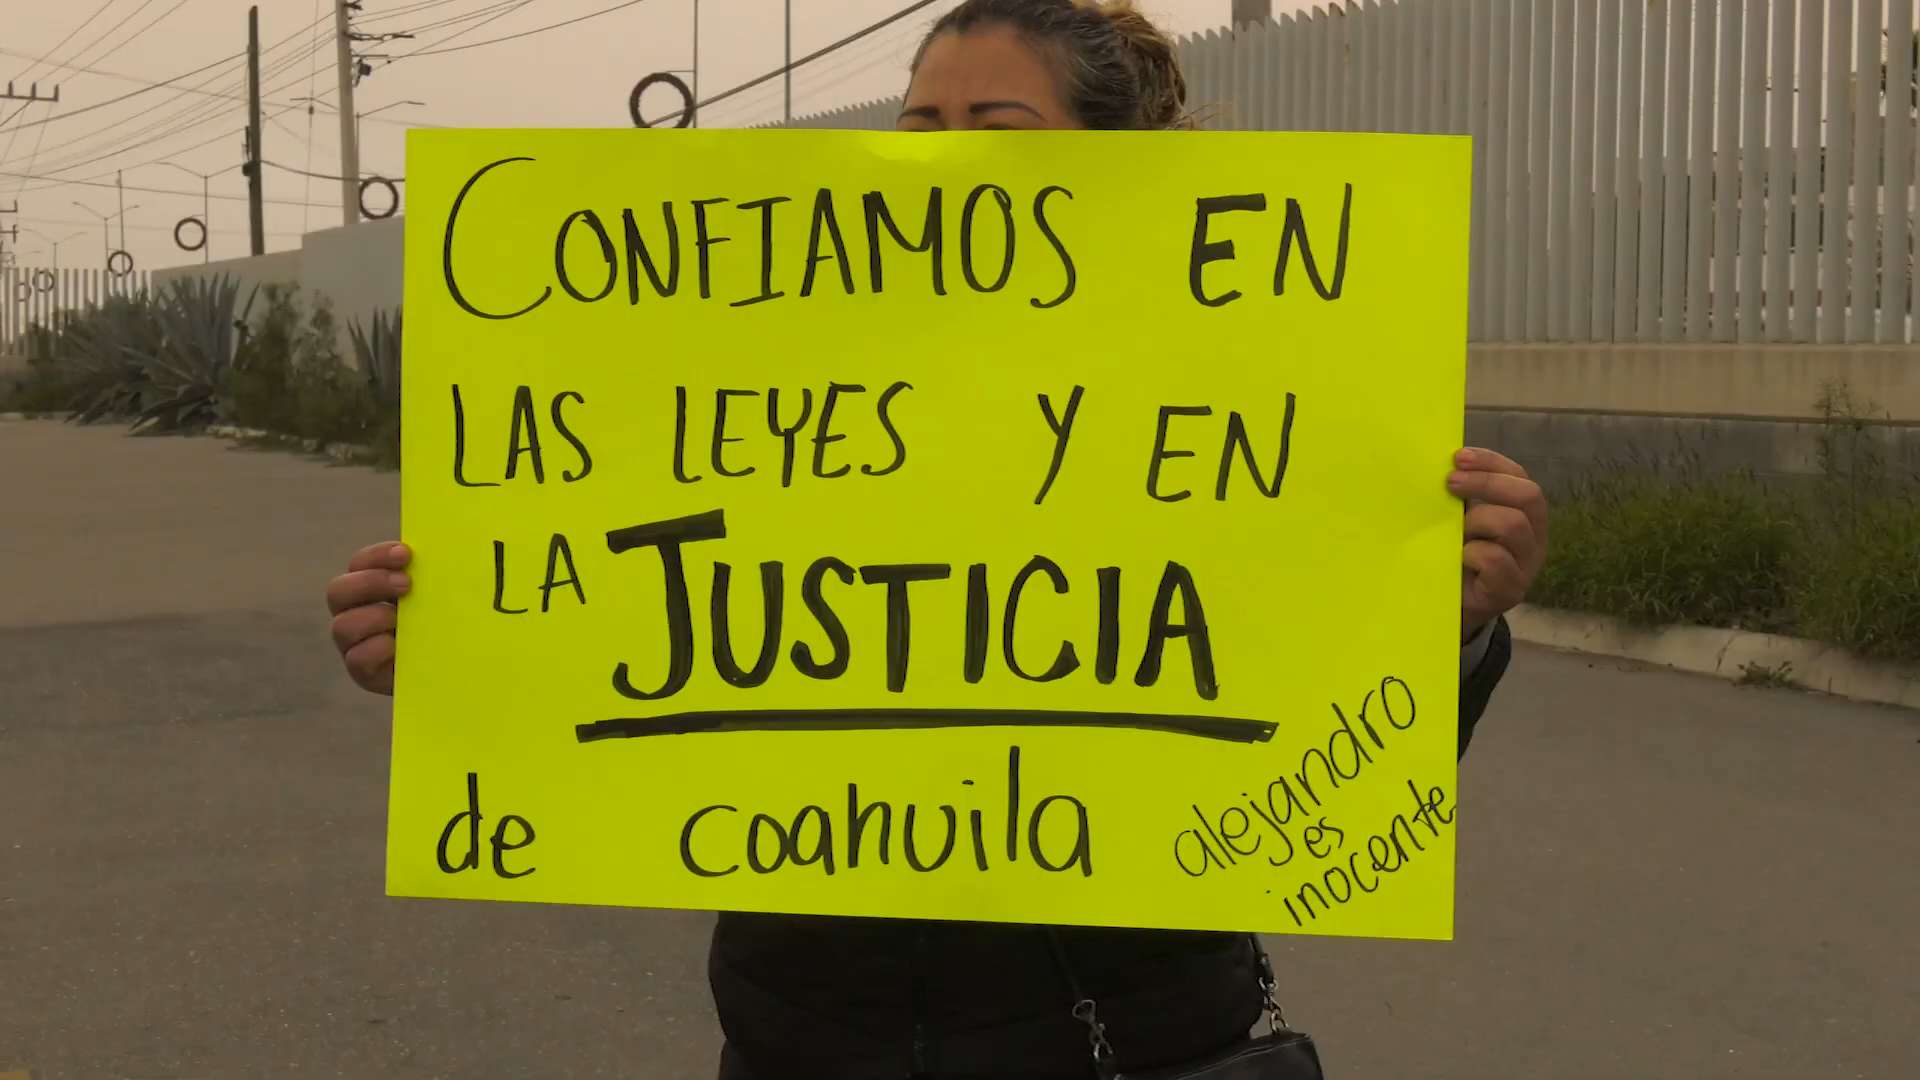 CONFIAMOS EN
LAS LEYES Y EN
LA JUSTICIA
de coahuila
alejandro
es
inocente